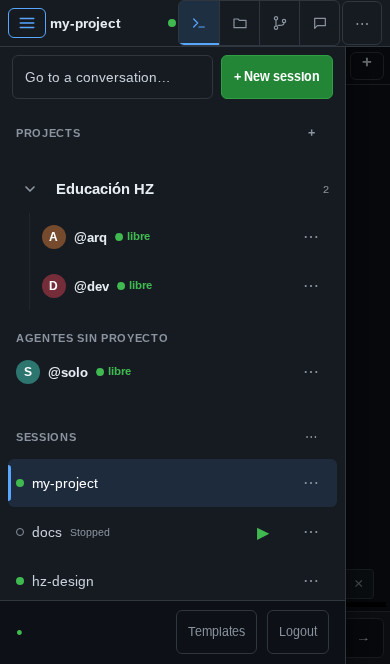 my-project
Go to a conversation…
+ New session
PROJECTS
+
Educación HZ
2
A
@arq
libre
D
@dev
libre
AGENTES SIN PROYECTO
S
@solo
libre
SESSIONS
my-project
docs
Stopped
hz-design
Templates
Logout